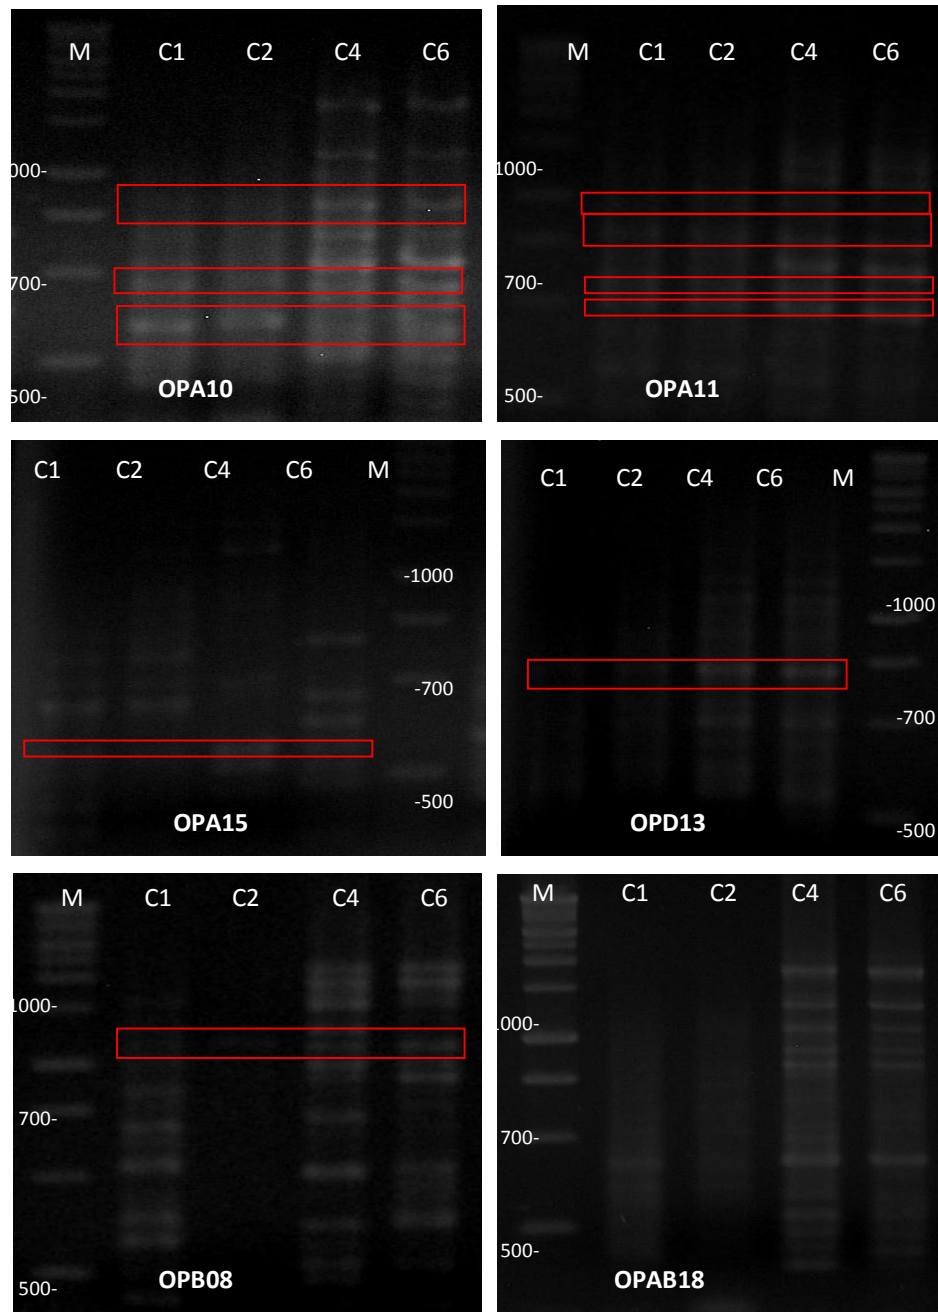 M C1 C2 C4 C6
000-
700-
500-
OPA10
M C1 C2 C4 C6
1000-
700-
500-
OPA11
C1 C2 C4 C6 M
-1000
-700
-500
OPA15
C1 C2 C4 C6 M
-1000
-700
-500
OPD13
M C1 C2 C4 C6
1000-
700-
500-
OPB08
M C1 C2 C4 C6
1000-
700-
500-
OPAB18